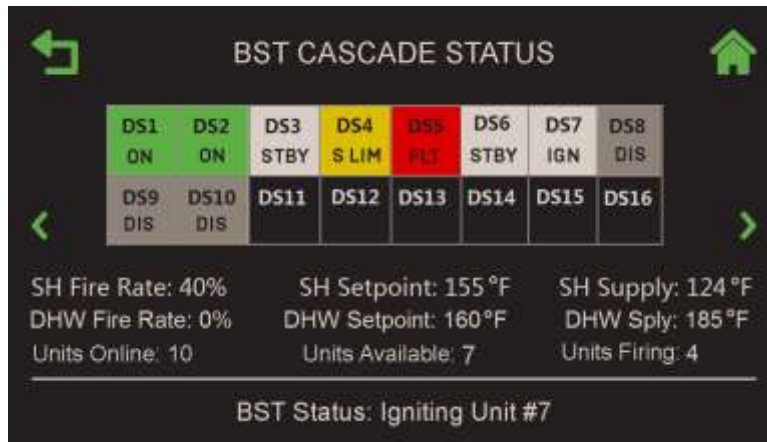 BST CASCADE STATUS
DS1 DS2 DS3 DS4 DS5 DS6 DS7 DS8
ON ON STBY S LIM FLT STBY IGN DIS
DS9 DS10 DS11 DS12 DS13 DS14 DS15 DS16
DIS DIS
SH Fire Rate: 40% SH Setpoint: 155°F SH Supply: 124°F
DHW Fire Rate: 0% DHW Setpoint: 160°F DHW Sply: 185°F
Units Online: 10 Units Available: 7 Units Firing: 4
BST Status: Igniting Unit #7